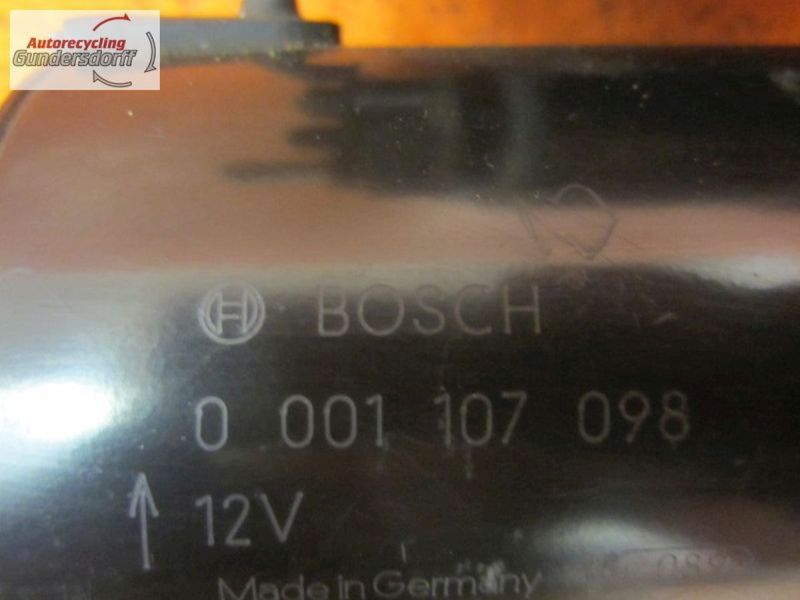 Autorecycling
Gundersdorff
BOSCH
0 001 107 098
12V
Made in Germany